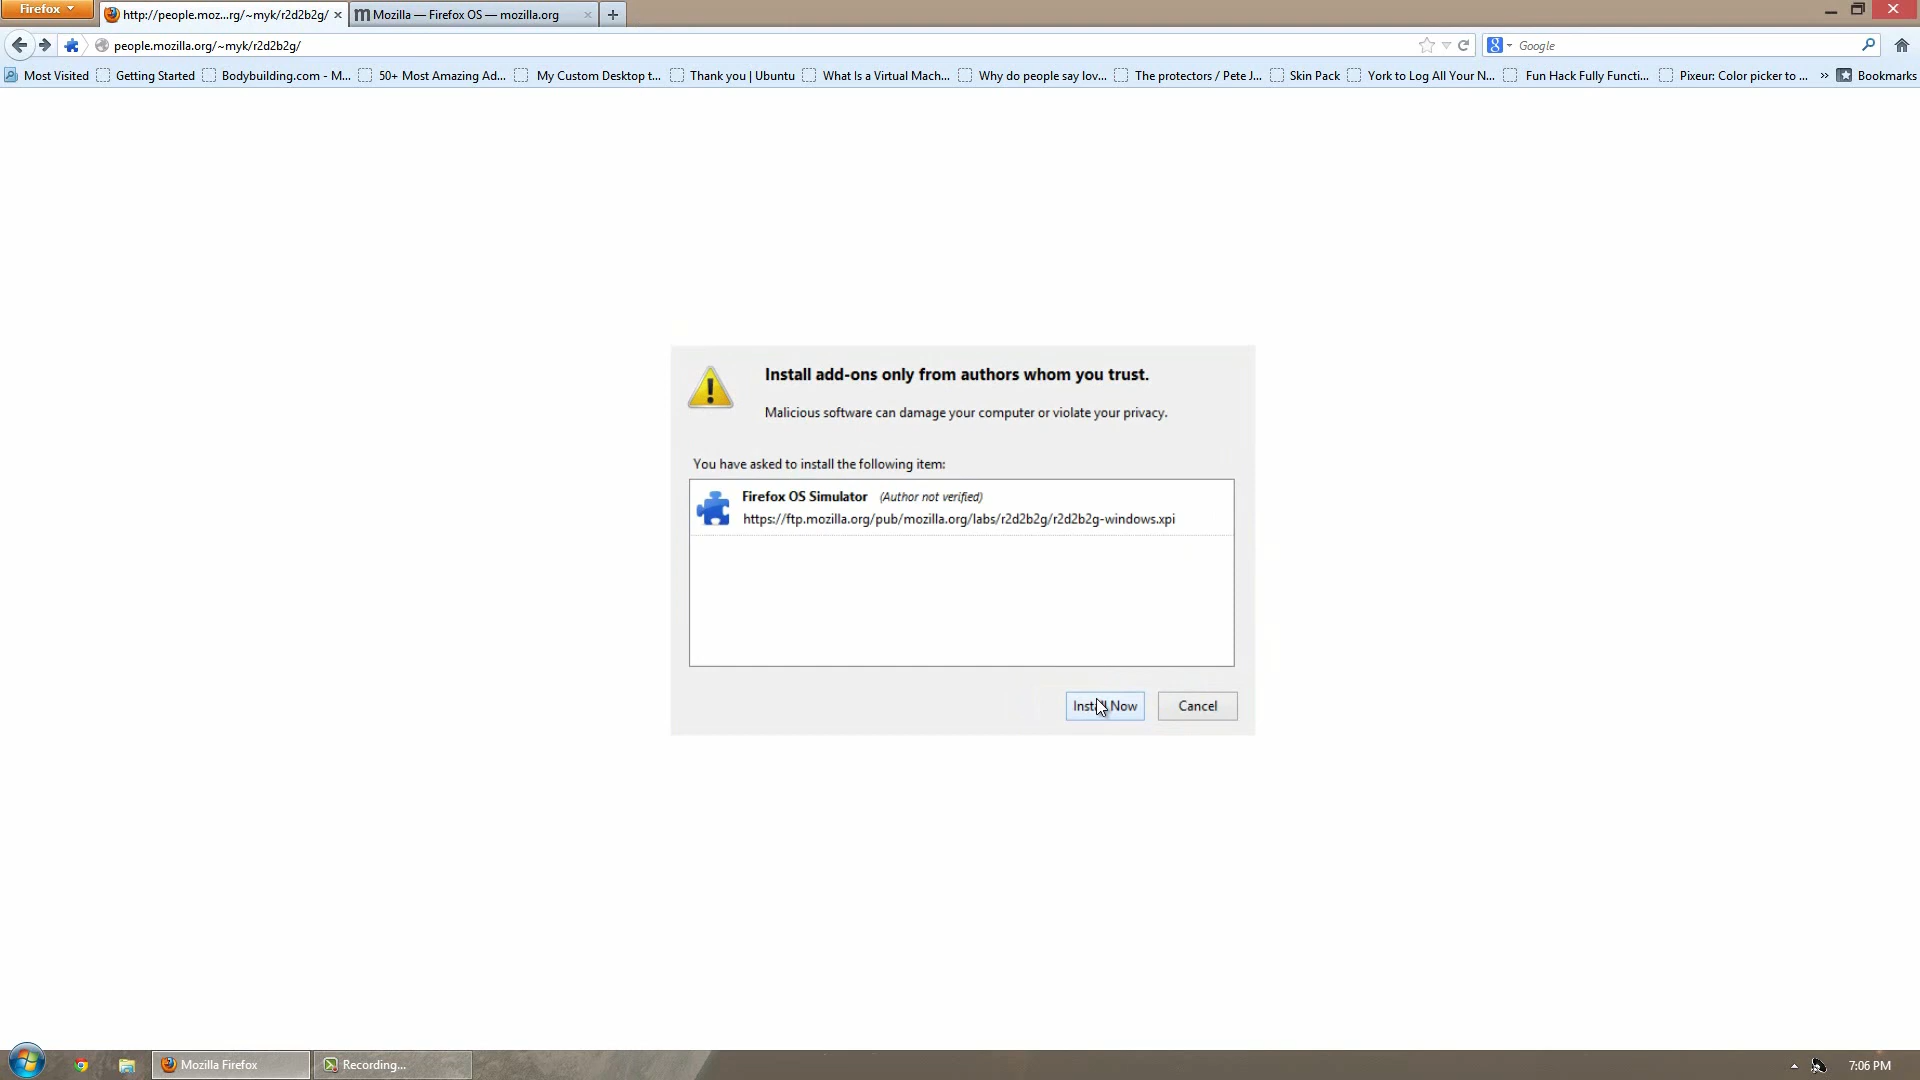 Firefox
http://people.moz...rg/~myk/r2d2b2g/
Mozilla — Firefox OS — mozilla.org
people.mozilla.org/~myk/r2d2b2g/
Google
Most Visited
Getting Started
Bodybuilding.com - M...
50+ Most Amazing Ad...
My Custom Desktop t...
Thank you | Ubuntu
What Is a Virtual Mach...
Why do people say lov...
The protectors / Pete J...
Skin Pack
York to Log All Your N...
Fun Hack Fully Functi...
Pixeur: Color picker to ...
Bookmarks
Install add-ons only from authors whom you trust.
Malicious software can damage your computer or violate your privacy.
You have asked to install the following item:
Firefox OS Simulator (Author not verified)
https://ftp.mozilla.org/pub/mozilla.org/labs/r2d2b2g/r2d2b2g-windows.xpi
Install Now
Cancel
Mozilla Firefox
Recording...
7:06 PM